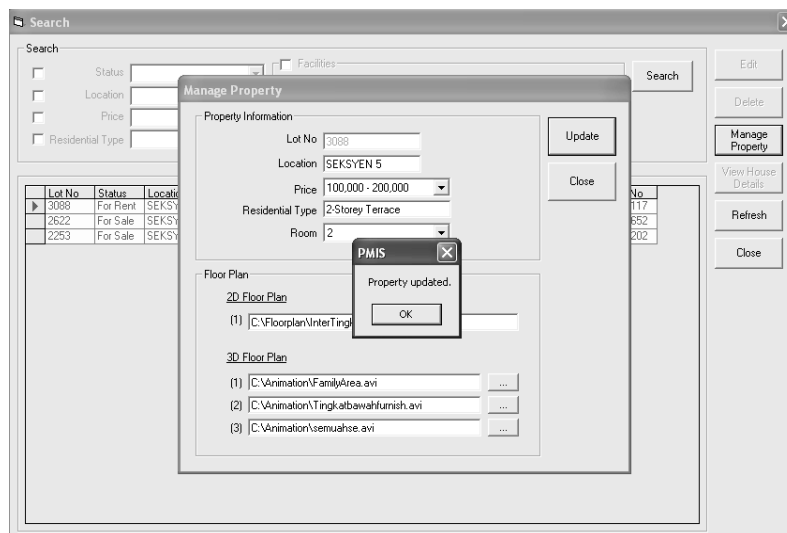 Search
Search
Status
Facilities
Search
Edit
Location
Delete
Price
Manage Property
Residential Type
View House Details
Refresh
Close
Lot No Status
3088 For Rent 117
2622 For Sale 652
2253 For Sale 202
No
Manage Property
Property Information
Lot No 3088
Update
Location SEKSYEN 5
Price 100,000 - 200,000
Close
Residential Type 2-Storey Terrace
Room 2
PMIS
Property updated.
OK
Floor Plan
2D Floor Plan
(1)
3D Floor Plan
(1) C:\Animation\FamilyArea.avi ...
(2) C:\Animation\Tingkatbawahfurnish.avi ...
(3) C:\Animation\semuahse.avi ...